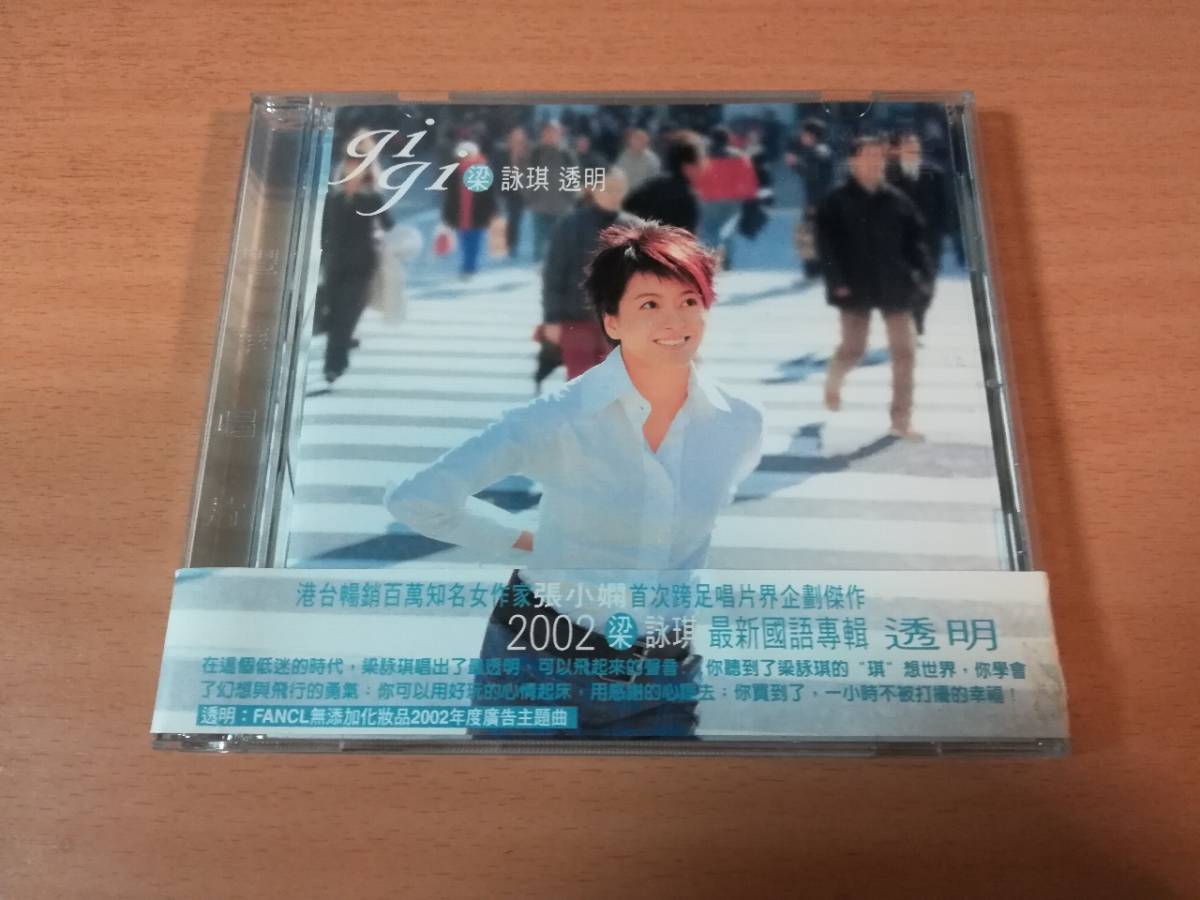 gigi 梁詠琪 透明
港台暢銷百萬知名女作家張小嫻首次跨足唱片界企劃傑作
2002 梁詠琪 最新國語專輯 透明
在這個低迷的時代，梁詠琪唱出了最透明、可以飛起來的聲音。你聽到了梁詠琪的“琪”想世界，你學會
了幻想與飛行的勇氣；你可以用好玩的心情起床，用感謝的心睡去；你買到了，一小時不被打擾的幸福！
透明：FANCL無添加化妝品2002年度廣告主題曲